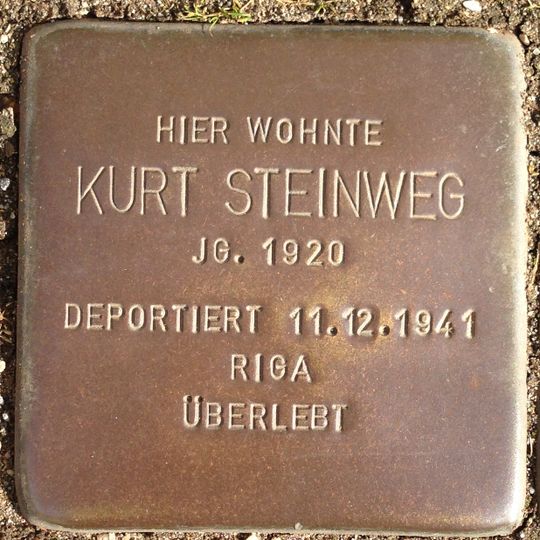 HIER WOHNTE
KURT STEINWEG
JG. 1920
DEPORTIERT 11.12.1941
RIGA
ÜBERLEBT